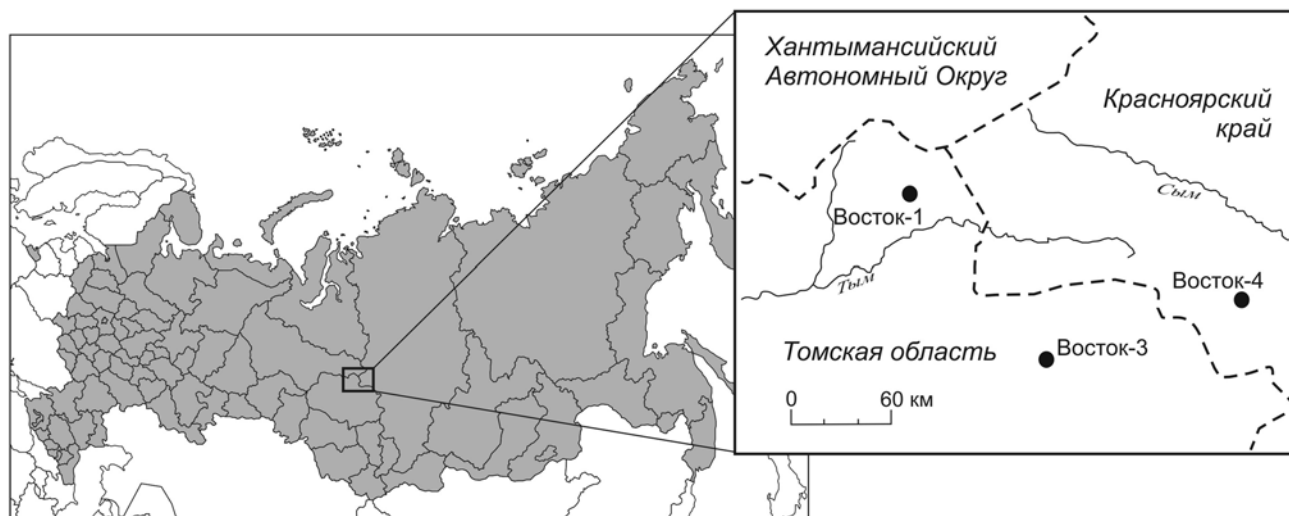 Хантымансийский
Автономный Округ
Красноярский
край
Сым
Восток-1
Тым
Восток-4
Томская область
Восток-3
0 60 км